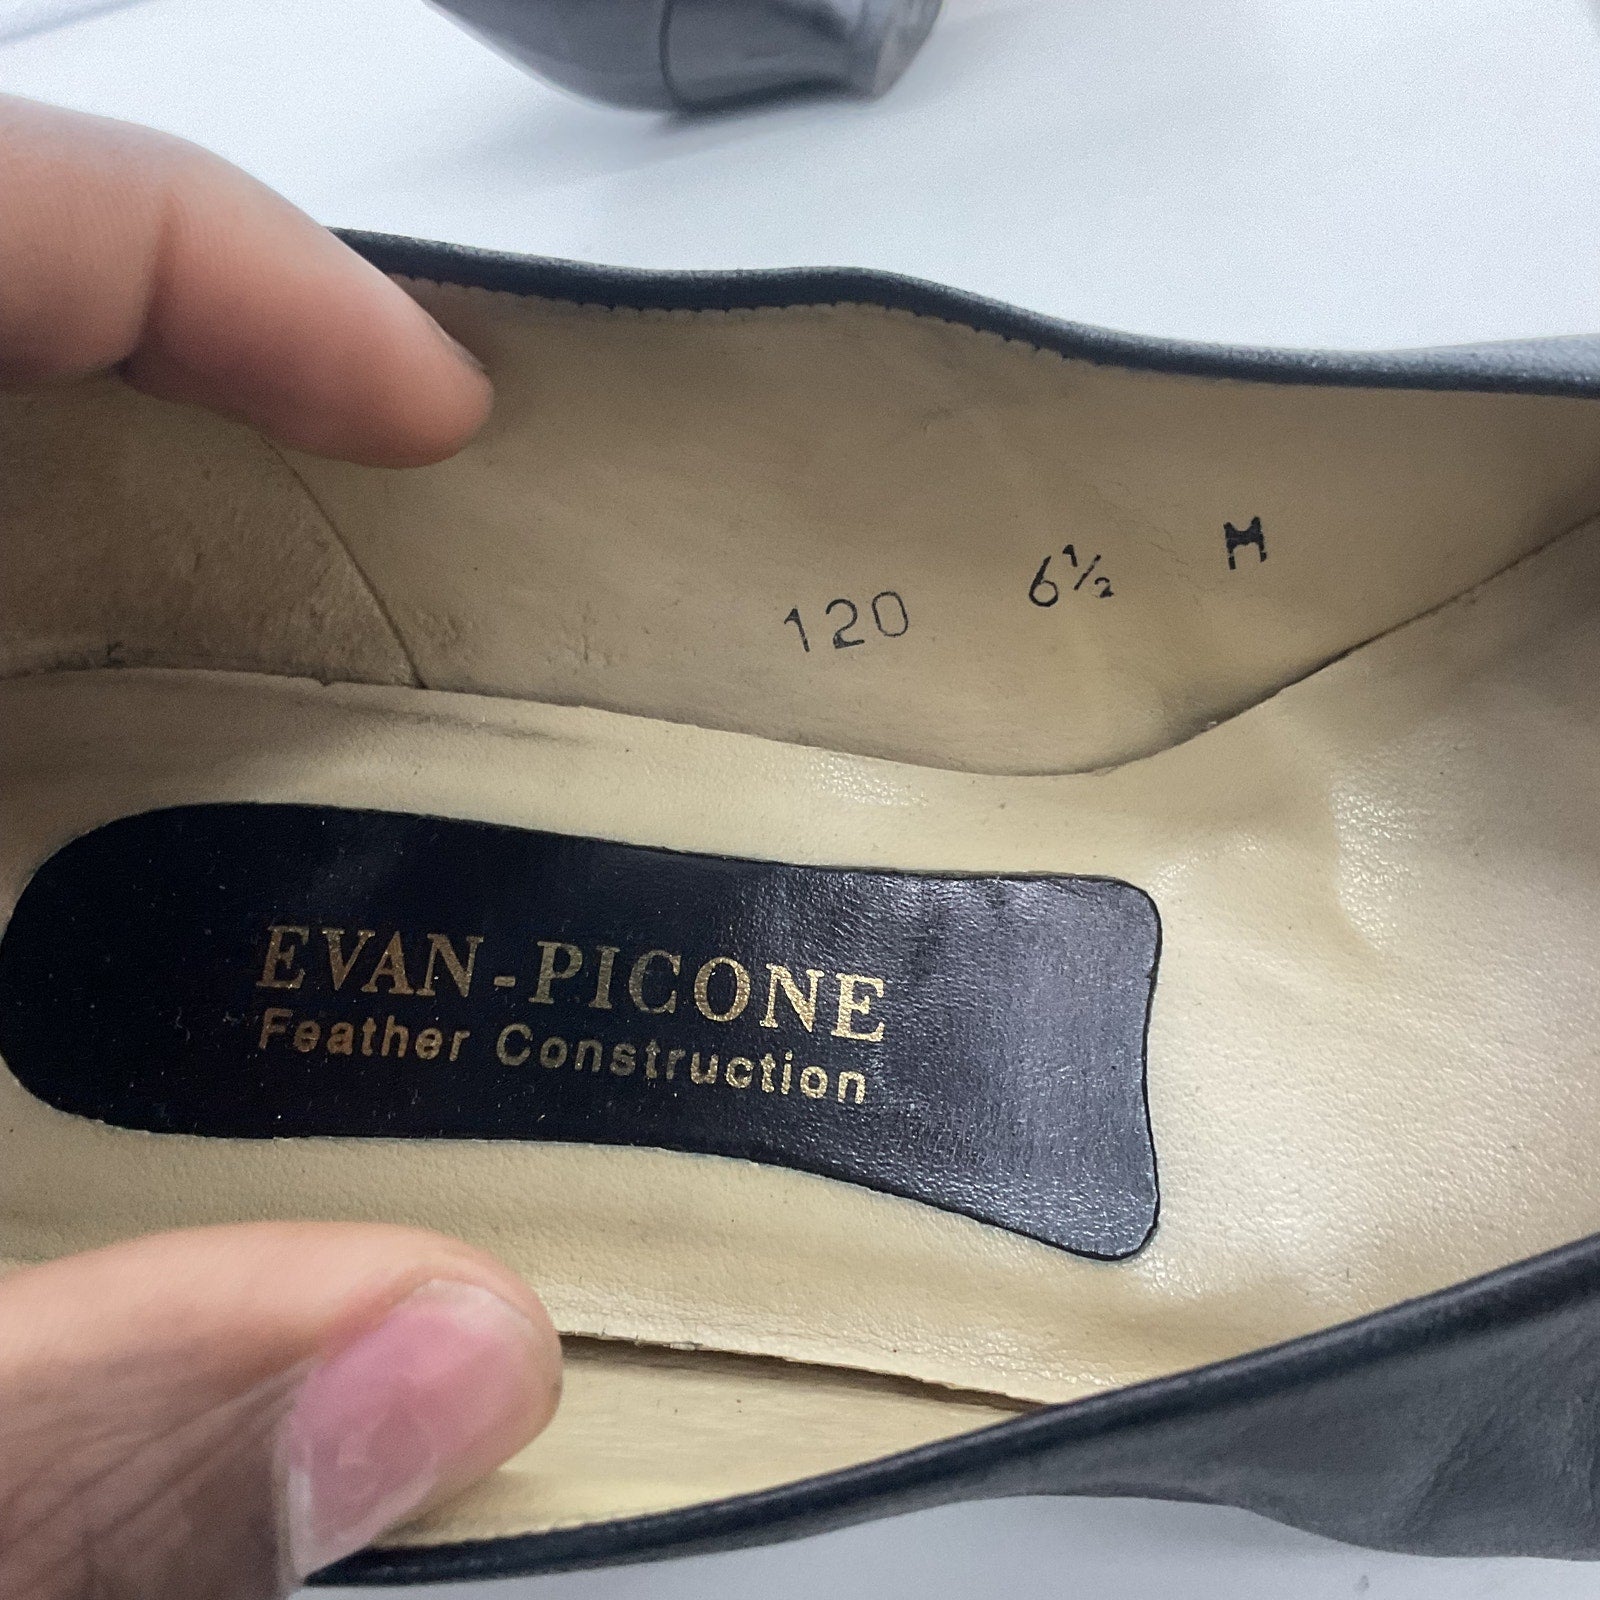 120 6½ M
EVAN-PICONE
Feather Construction